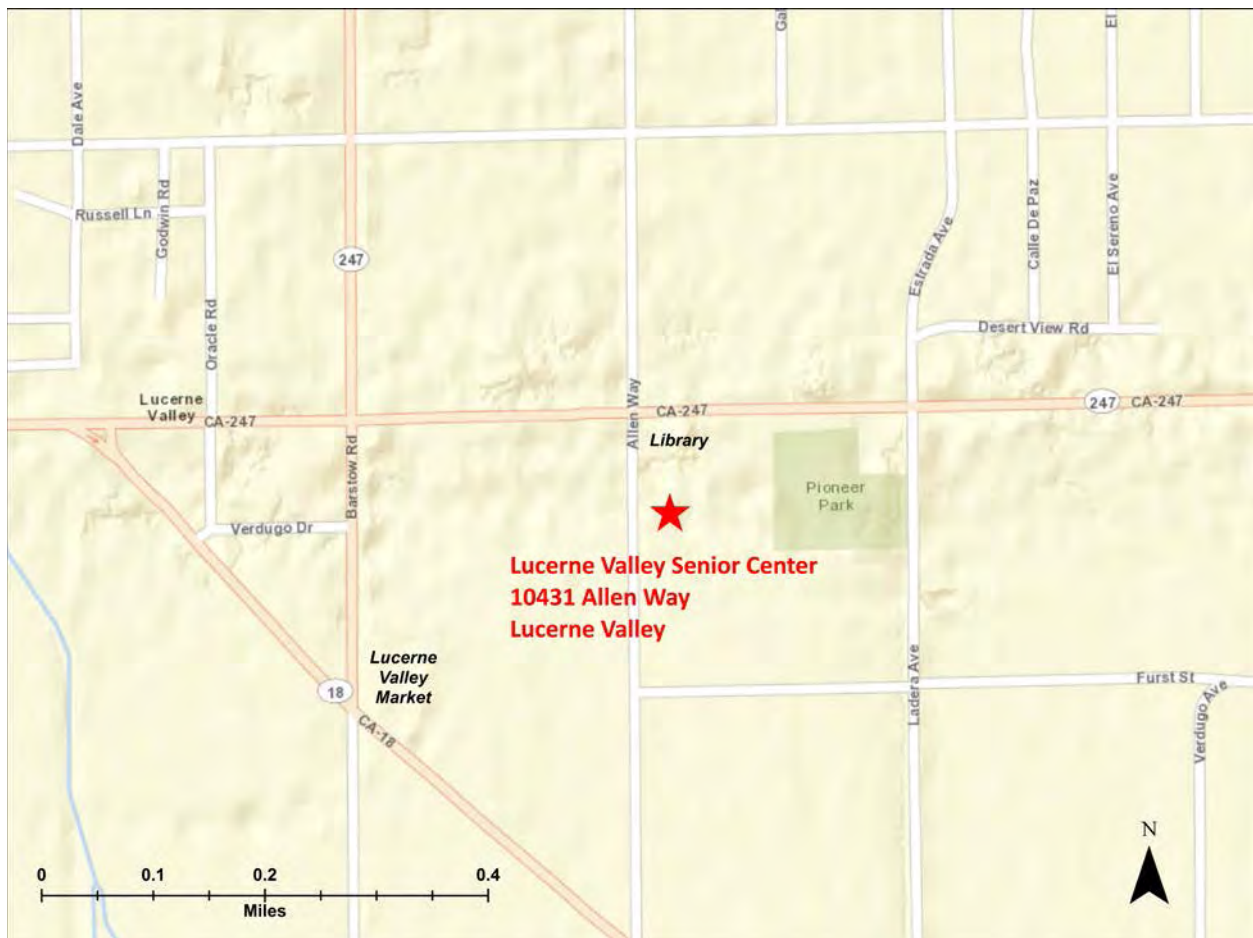 Gal
El
Dale Ave
Russell Ln
Godwin Rd
Oracle Rd
247
Estrada Ave
Calle De Paz
El Sereno Ave
Desert View Rd
Lucerne
Valley
CA-247
Barstow Rd
Allen Way
CA-247
247
CA-247
Library
Pioneer
Park
Verdugo Dr
Lucerne Valley Senior Center
10431 Allen Way
Lucerne Valley
Lucerne
Valley
Market
18
CA-18
Ladera Ave
Furst St
Verdugo Ave
N
0 0.1 0.2 0.4
Miles